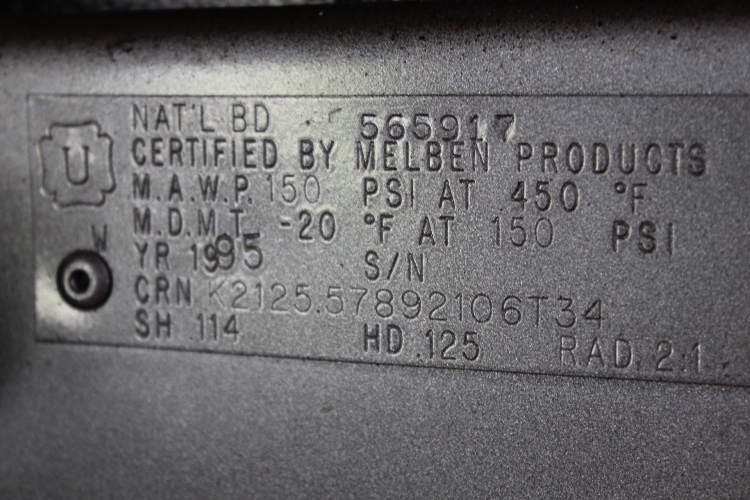 NAT'L BD 565917
U CERTIFIED BY MELBEN PRODUCTS
M.A.W.P. 150 PSI AT 450 °F
M.D.M.T. -20 °F AT 150 PSI
W
YR 1995 S/N
CRN K2125.57892106T34
SH .114 HD .125 RAD. 2:1